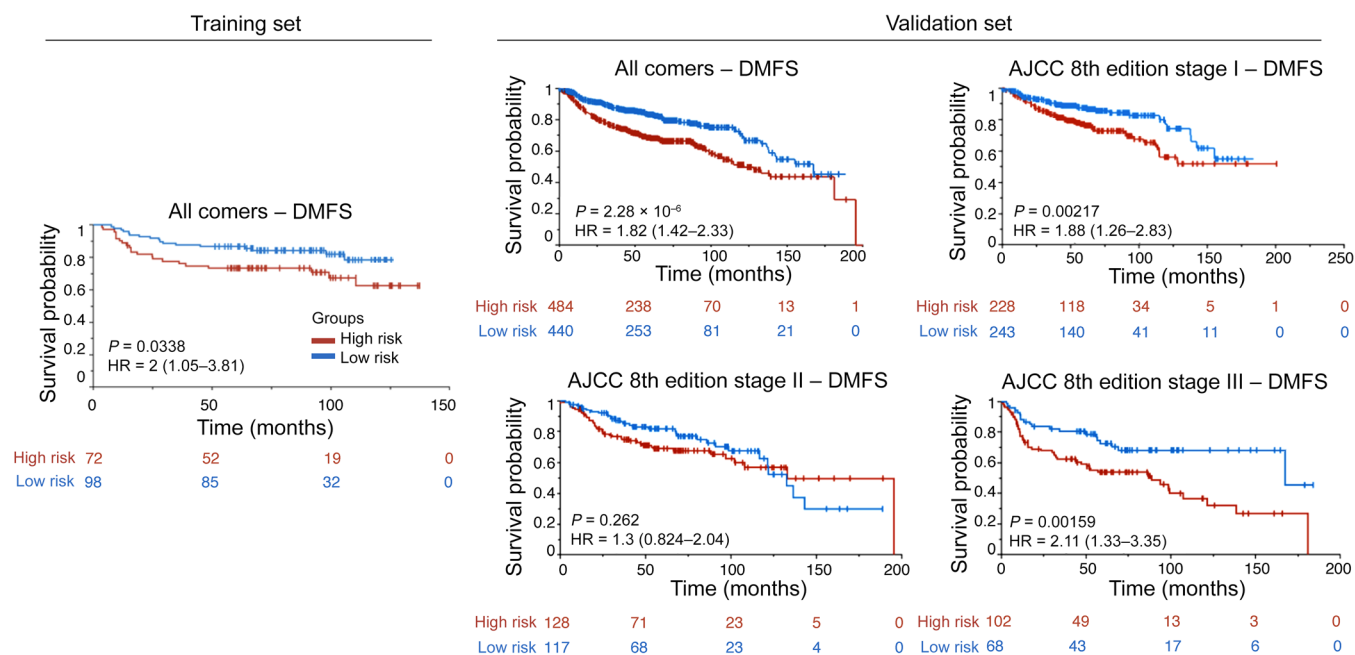 Training set
Validation set
All comers – DMFS
Survival probability
1
0.8
0.6
0.4
0.2
0
P = 0.0338
HR = 2 (1.05–3.81)
Groups
High risk
Low risk
0 50 100 150
Time (months)
High risk 72 52 19 0
Low risk 98 85 32 0
All comers – DMFS
Survival probability
1
0.8
0.6
0.4
0.2
0
P = 2.28 × 10⁻⁶
HR = 1.82 (1.42–2.33)
0 50 100 150 200
Time (months)
High risk 484 238 70 13 1
Low risk 440 253 81 21 0
AJCC 8th edition stage I – DMFS
Survival probability
1
0.8
0.6
0.4
0.2
0
P = 0.00217
HR = 1.88 (1.26–2.83)
0 50 100 150 200 250
Time (months)
High risk 228 118 34 5 1 0
Low risk 243 140 41 11 0 0
AJCC 8th edition stage II – DMFS
Survival probability
1
0.8
0.6
0.4
0.2
0
P = 0.262
HR = 1.3 (0.824–2.04)
0 50 100 150 200
Time (months)
High risk 128 71 23 5 0
Low risk 117 68 23 4 0
AJCC 8th edition stage III – DMFS
Survival probability
1
0.8
0.6
0.4
0.2
0
P = 0.00159
HR = 2.11 (1.33–3.35)
0 50 100 150 200
Time (months)
High risk 102 49 13 3 0
Low risk 68 43 17 6 0